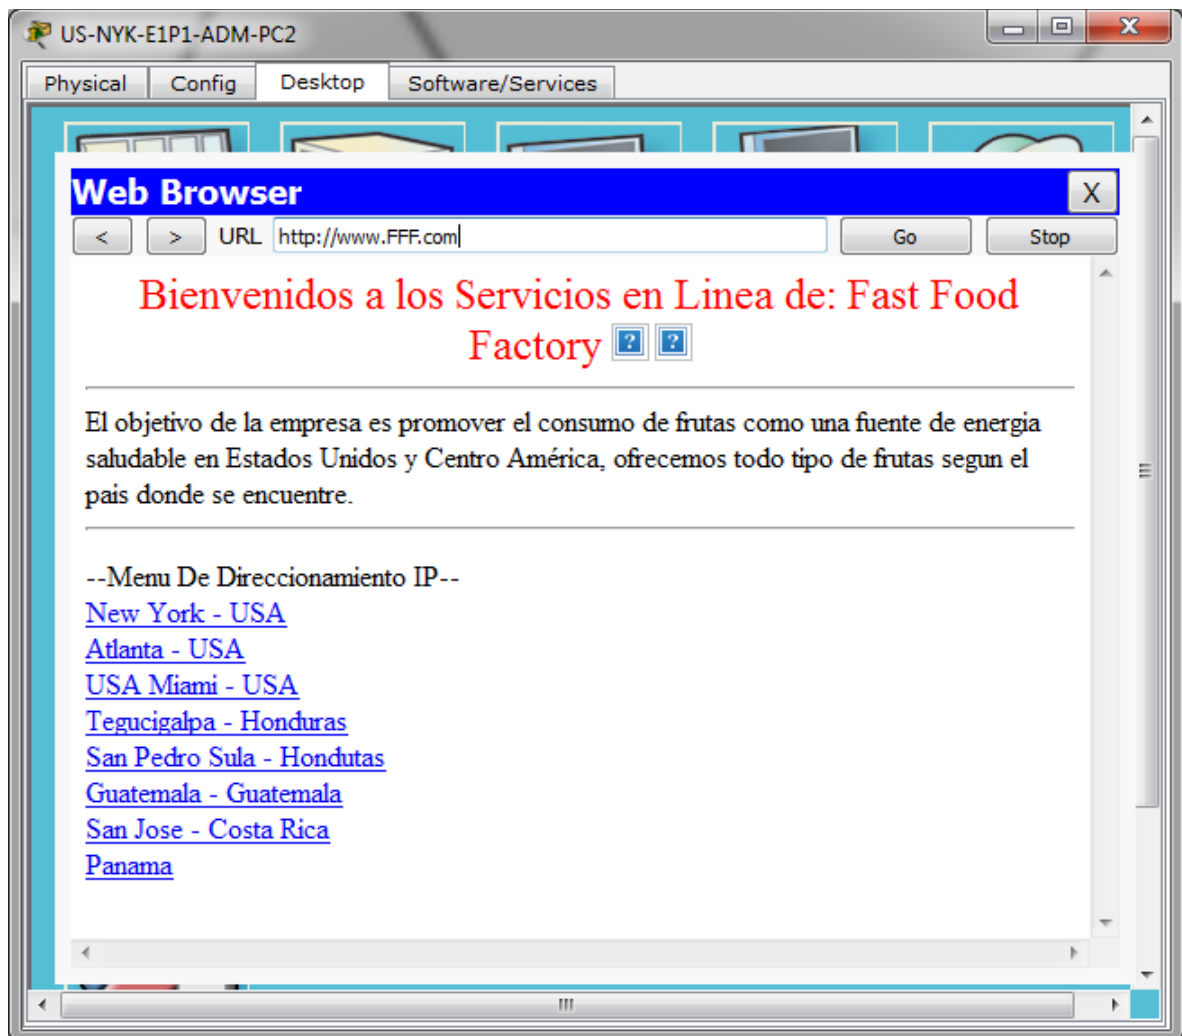 US-NYK-E1P1-ADM-PC2
Physical Config Desktop Software/Services
Web Browser X
< > URL http://www.FFF.com Go Stop
Bienvenidos a los Servicios en Linea de: Fast Food
Factory ? ?
El objetivo de la empresa es promover el consumo de frutas como una fuente de energia
saludable en Estados Unidos y Centro América, ofrecemos todo tipo de frutas segun el
pais donde se encuentre.
--Menu De Direccionamiento IP--
New York - USA
Atlanta - USA
USA Miami - USA
Tegucigalpa - Honduras
San Pedro Sula - Hondutas
Guatemala - Guatemala
San Jose - Costa Rica
Panama